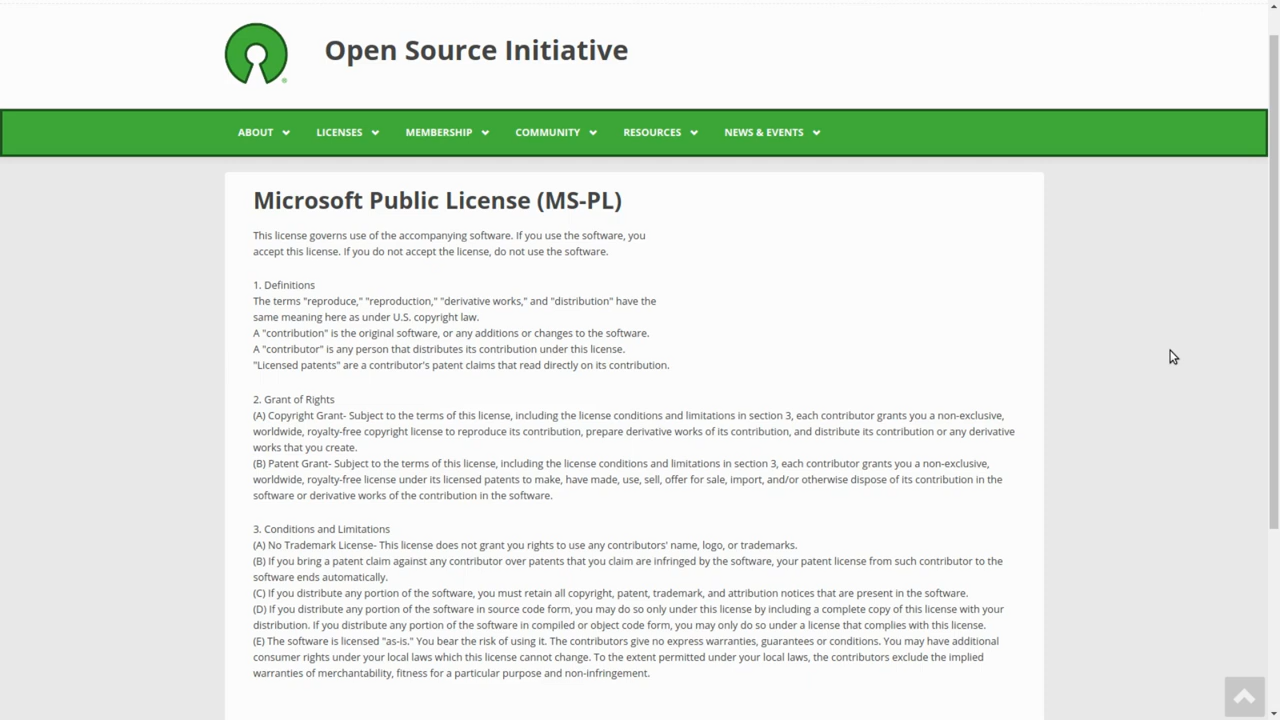 Open Source Initiative
ABOUT LICENSES MEMBERSHIP COMMUNITY RESOURCES NEWS & EVENTS
Microsoft Public License (MS-PL)
This license governs use of the accompanying software. If you use the software, you
accept this license. If you do not accept the license, do not use the software.
1. Definitions
The terms "reproduce," "reproduction," "derivative works," and "distribution" have the
same meaning here as under U.S. copyright law.
A "contribution" is the original software, or any additions or changes to the software.
A "contributor" is any person that distributes its contribution under this license.
"Licensed patents" are a contributor's patent claims that read directly on its contribution.
2. Grant of Rights
(A) Copyright Grant- Subject to the terms of this license, including the license conditions and limitations in section 3, each contributor grants you a non-exclusive,
worldwide, royalty-free copyright license to reproduce its contribution, prepare derivative works of its contribution, and distribute its contribution or any derivative
works that you create.
(B) Patent Grant- Subject to the terms of this license, including the license conditions and limitations in section 3, each contributor grants you a non-exclusive,
worldwide, royalty-free license under its licensed patents to make, have made, use, sell, offer for sale, import, and/or otherwise dispose of its contribution in the
software or derivative works of the contribution in the software.
3. Conditions and Limitations
(A) No Trademark License- This license does not grant you rights to use any contributors' name, logo, or trademarks.
(B) If you bring a patent claim against any contributor over patents that you claim are infringed by the software, your patent license from such contributor to the
software ends automatically.
(C) If you distribute any portion of the software, you must retain all copyright, patent, trademark, and attribution notices that are present in the software.
(D) If you distribute any portion of the software in source code form, you may do so only under this license by including a complete copy of this license with your
distribution. If you distribute any portion of the software in compiled or object code form, you may only do so under a license that complies with this license.
(E) The software is licensed "as-is." You bear the risk of using it. The contributors give no express warranties, guarantees or conditions. You may have additional
consumer rights under your local laws which this license cannot change. To the extent permitted under your local laws, the contributors exclude the implied
warranties of merchantability, fitness for a particular purpose and non-infringement.